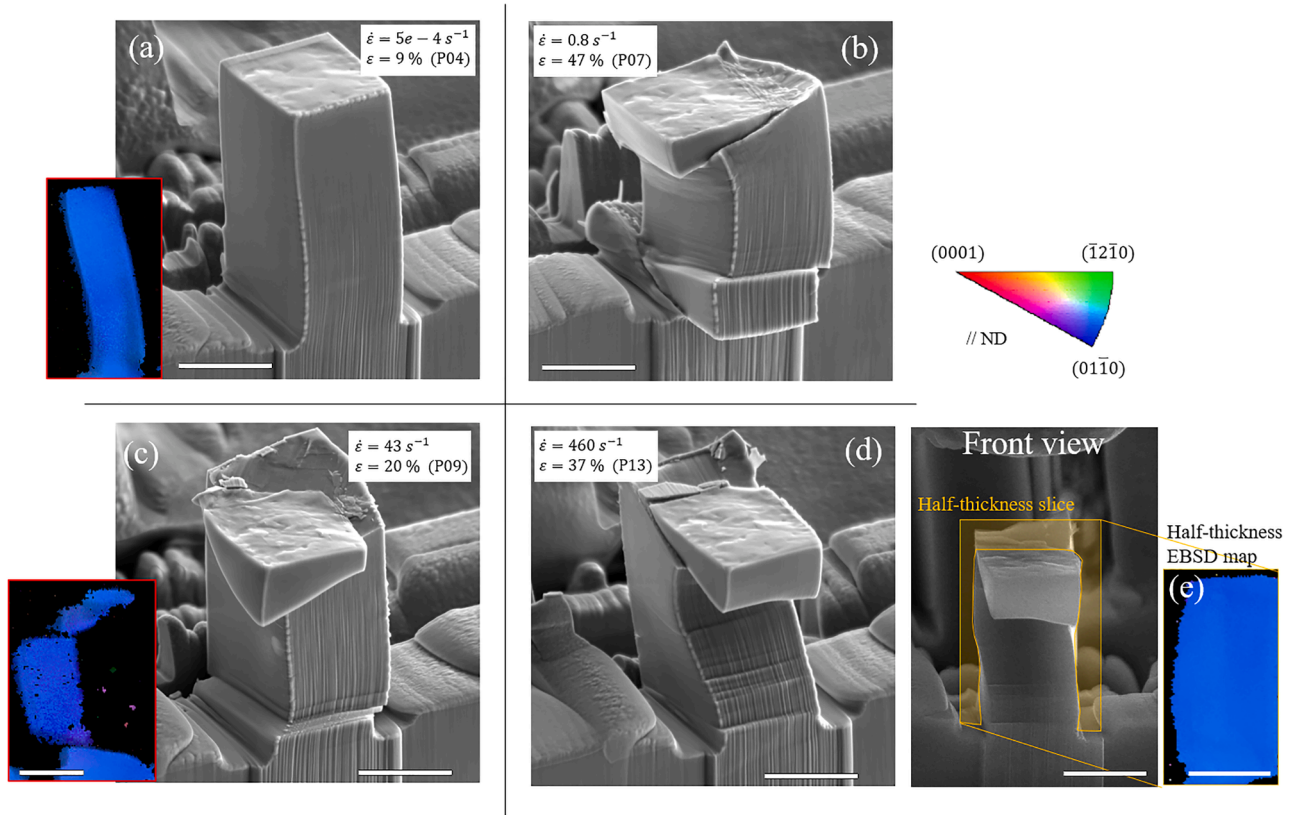 (a)
ε̇ = 5e − 4 s⁻¹
ε = 9 % (P04)
ε̇ = 0.8 s⁻¹
ε = 47 % (P07)
(b)
(0001)
(1̅21̅0)
// ND
(011̅0)
(c)
ε̇ = 43 s⁻¹
ε = 20 % (P09)
ε̇ = 460 s⁻¹
ε = 37 % (P13)
(d)
Front view
Half-thickness slice
Half-thickness
EBSD map
(e)